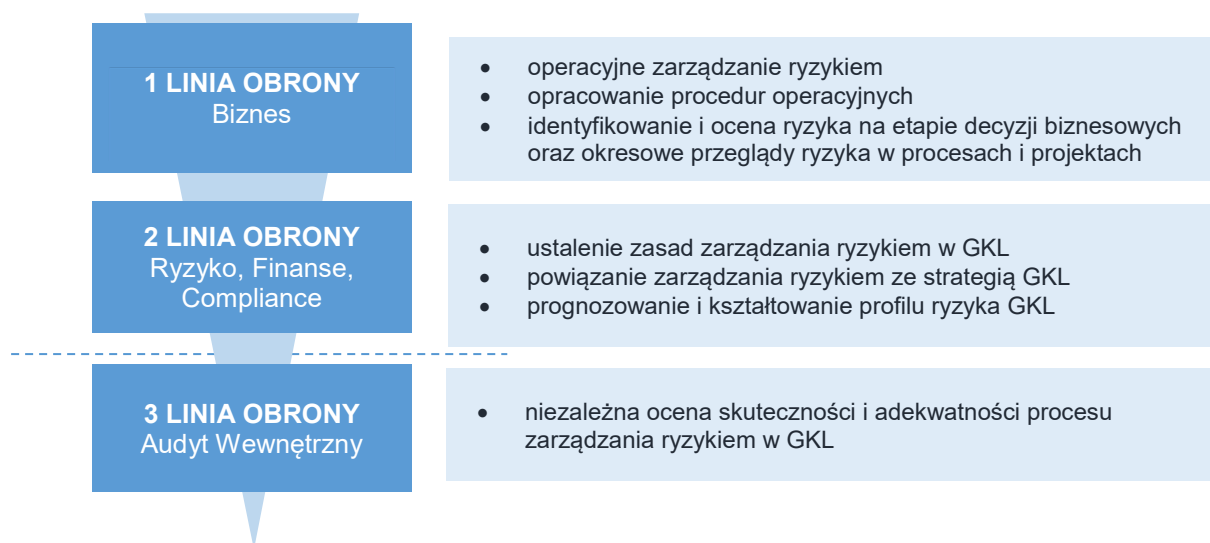 1 LINIA OBRONY
Biznes
• operacyjne zarządzanie ryzykiem
• opracowanie procedur operacyjnych
• identyfikowanie i ocena ryzyka na etapie decyzji biznesowych
oraz okresowe przeglądy ryzyka w procesach i projektach
2 LINIA OBRONY
Ryzyko, Finanse,
Compliance
• ustalenie zasad zarządzania ryzykiem w GKL
• powiązanie zarządzania ryzykiem ze strategią GKL
• prognozowanie i kształtowanie profilu ryzyka GKL
3 LINIA OBRONY
Audyt Wewnętrzny
• niezależna ocena skuteczności i adekwatności procesu
zarządzania ryzykiem w GKL